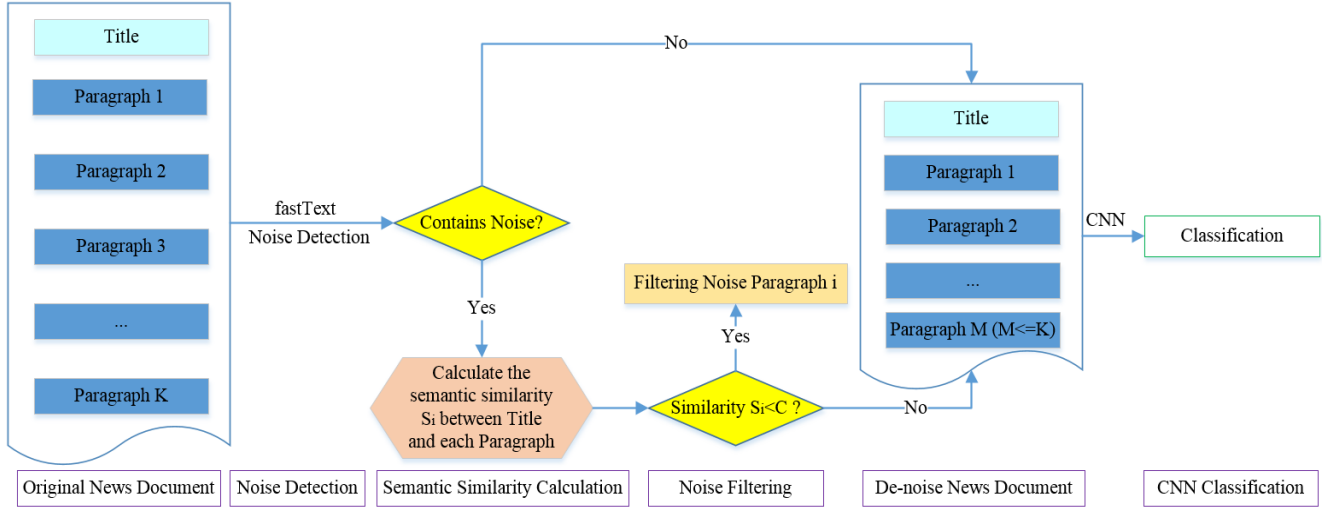 Title
Paragraph 1
Paragraph 2
Paragraph 3
...
Paragraph K
fastText
Noise Detection
Contains Noise?
No
Yes
Calculate the
semantic similarity
Si between Title
and each Paragraph
Similarity Si<C ?
Yes
Filtering Noise Paragraph i
No
Title
Paragraph 1
Paragraph 2
...
Paragraph M (M<=K)
CNN
Classification
Original News Document
Noise Detection
Semantic Similarity Calculation
Noise Filtering
De-noise News Document
CNN Classification